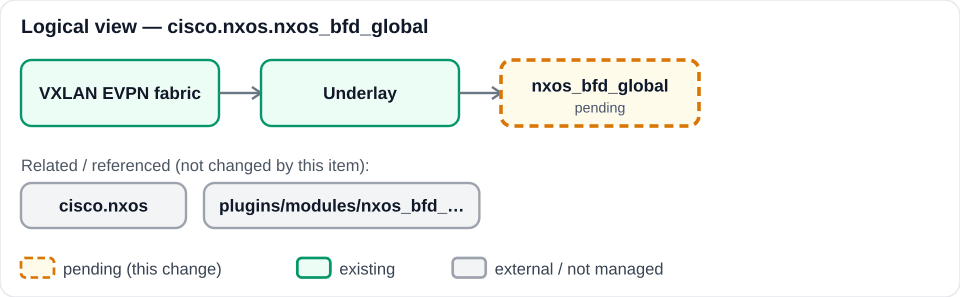 Logical view — cisco.nxos.nxos_bfd_global
VXLAN EVPN fabric
Underlay
nxos_bfd_global
pending
Related / referenced (not changed by this item):
cisco.nxos
plugins/modules/nxos_bfd_...
pending (this change)
existing
external / not managed